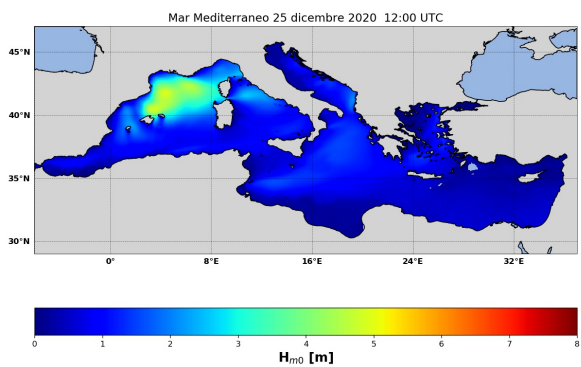 Mar Mediterraneo 25 dicembre 2020 12:00 UTC
45°N
40°N
35°N
30°N
0° 8°E 16°E 24°E 32°E
0 1 2 3 4 5 6 7 8
Hm0 [m]